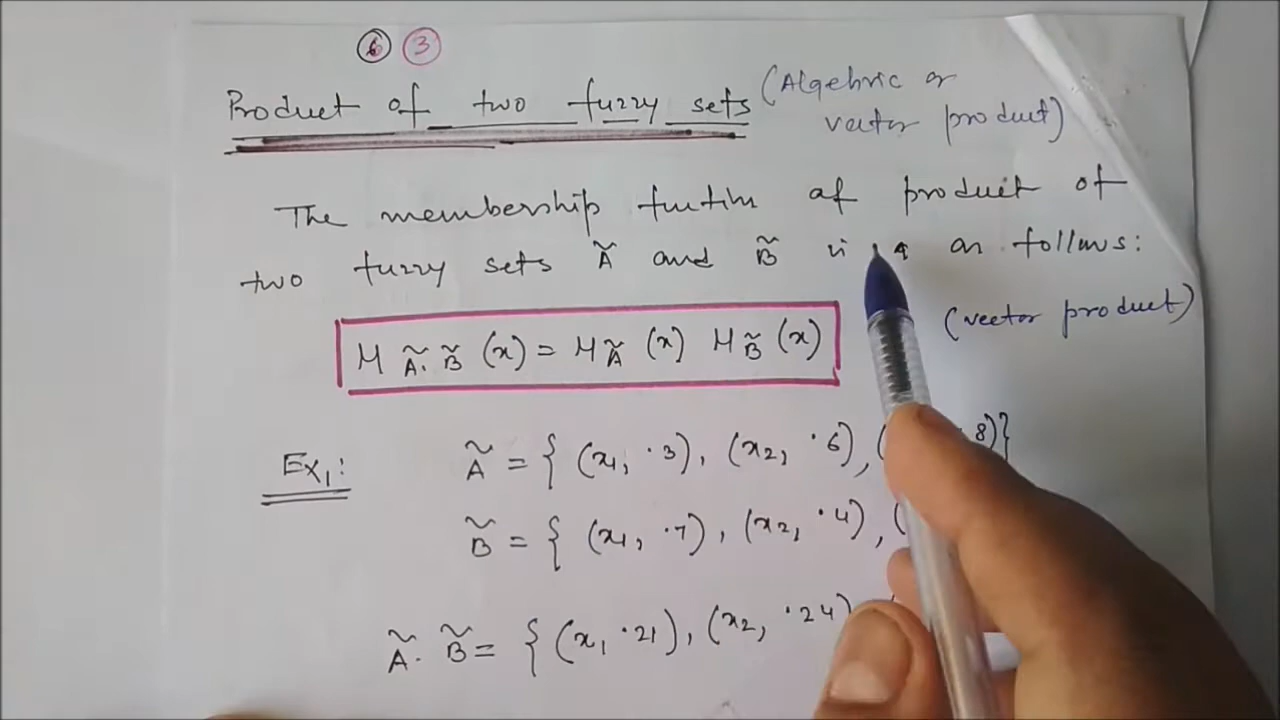 6 3
Product of two fuzzy sets (Algebric or
vector product)
The membership function of product of
two fuzzy sets Ã and B̃ is as follows:
(vector product)
μ Ã.B̃ (x) = μ Ã (x) μ B̃ (x)
Ex1: Ã = { (x1, .3), (x2, .6), ( .8)}
B̃ = { (x1, .7), (x2, .4), (
Ã. B̃ = { (x1 .21), (x2, .24)